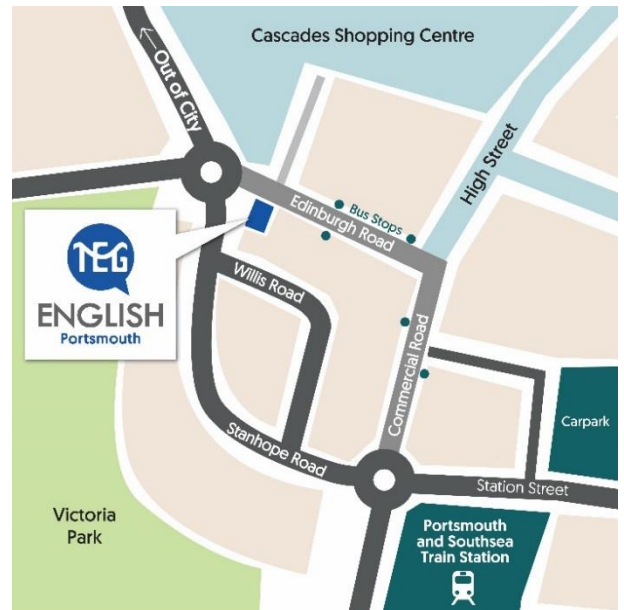 Cascades Shopping Centre
Out of City
High Street
Bus Stops
Edinburgh Road
TEG
ENGLISH
Portsmouth
Willis Road
Commercial Road
Carpark
Stanhope Road
Station Street
Victoria
Park
Portsmouth
and Southsea
Train Station